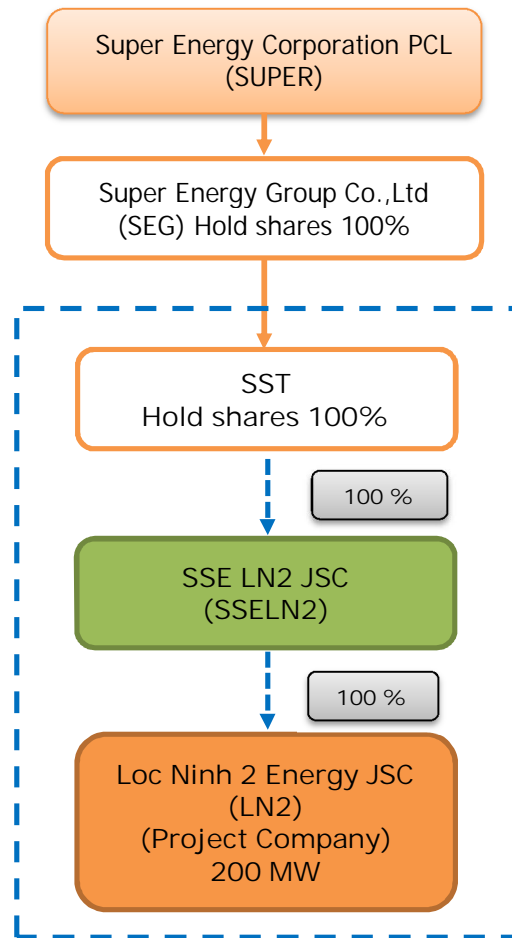 Super Energy Corporation PCL
(SUPER)
Super Energy Group Co.,Ltd
(SEG) Hold shares 100%
SST
Hold shares 100%
100 %
SSE LN2 JSC
(SSELN2)
100 %
Loc Ninh 2 Energy JSC
(LN2)
(Project Company)
200 MW